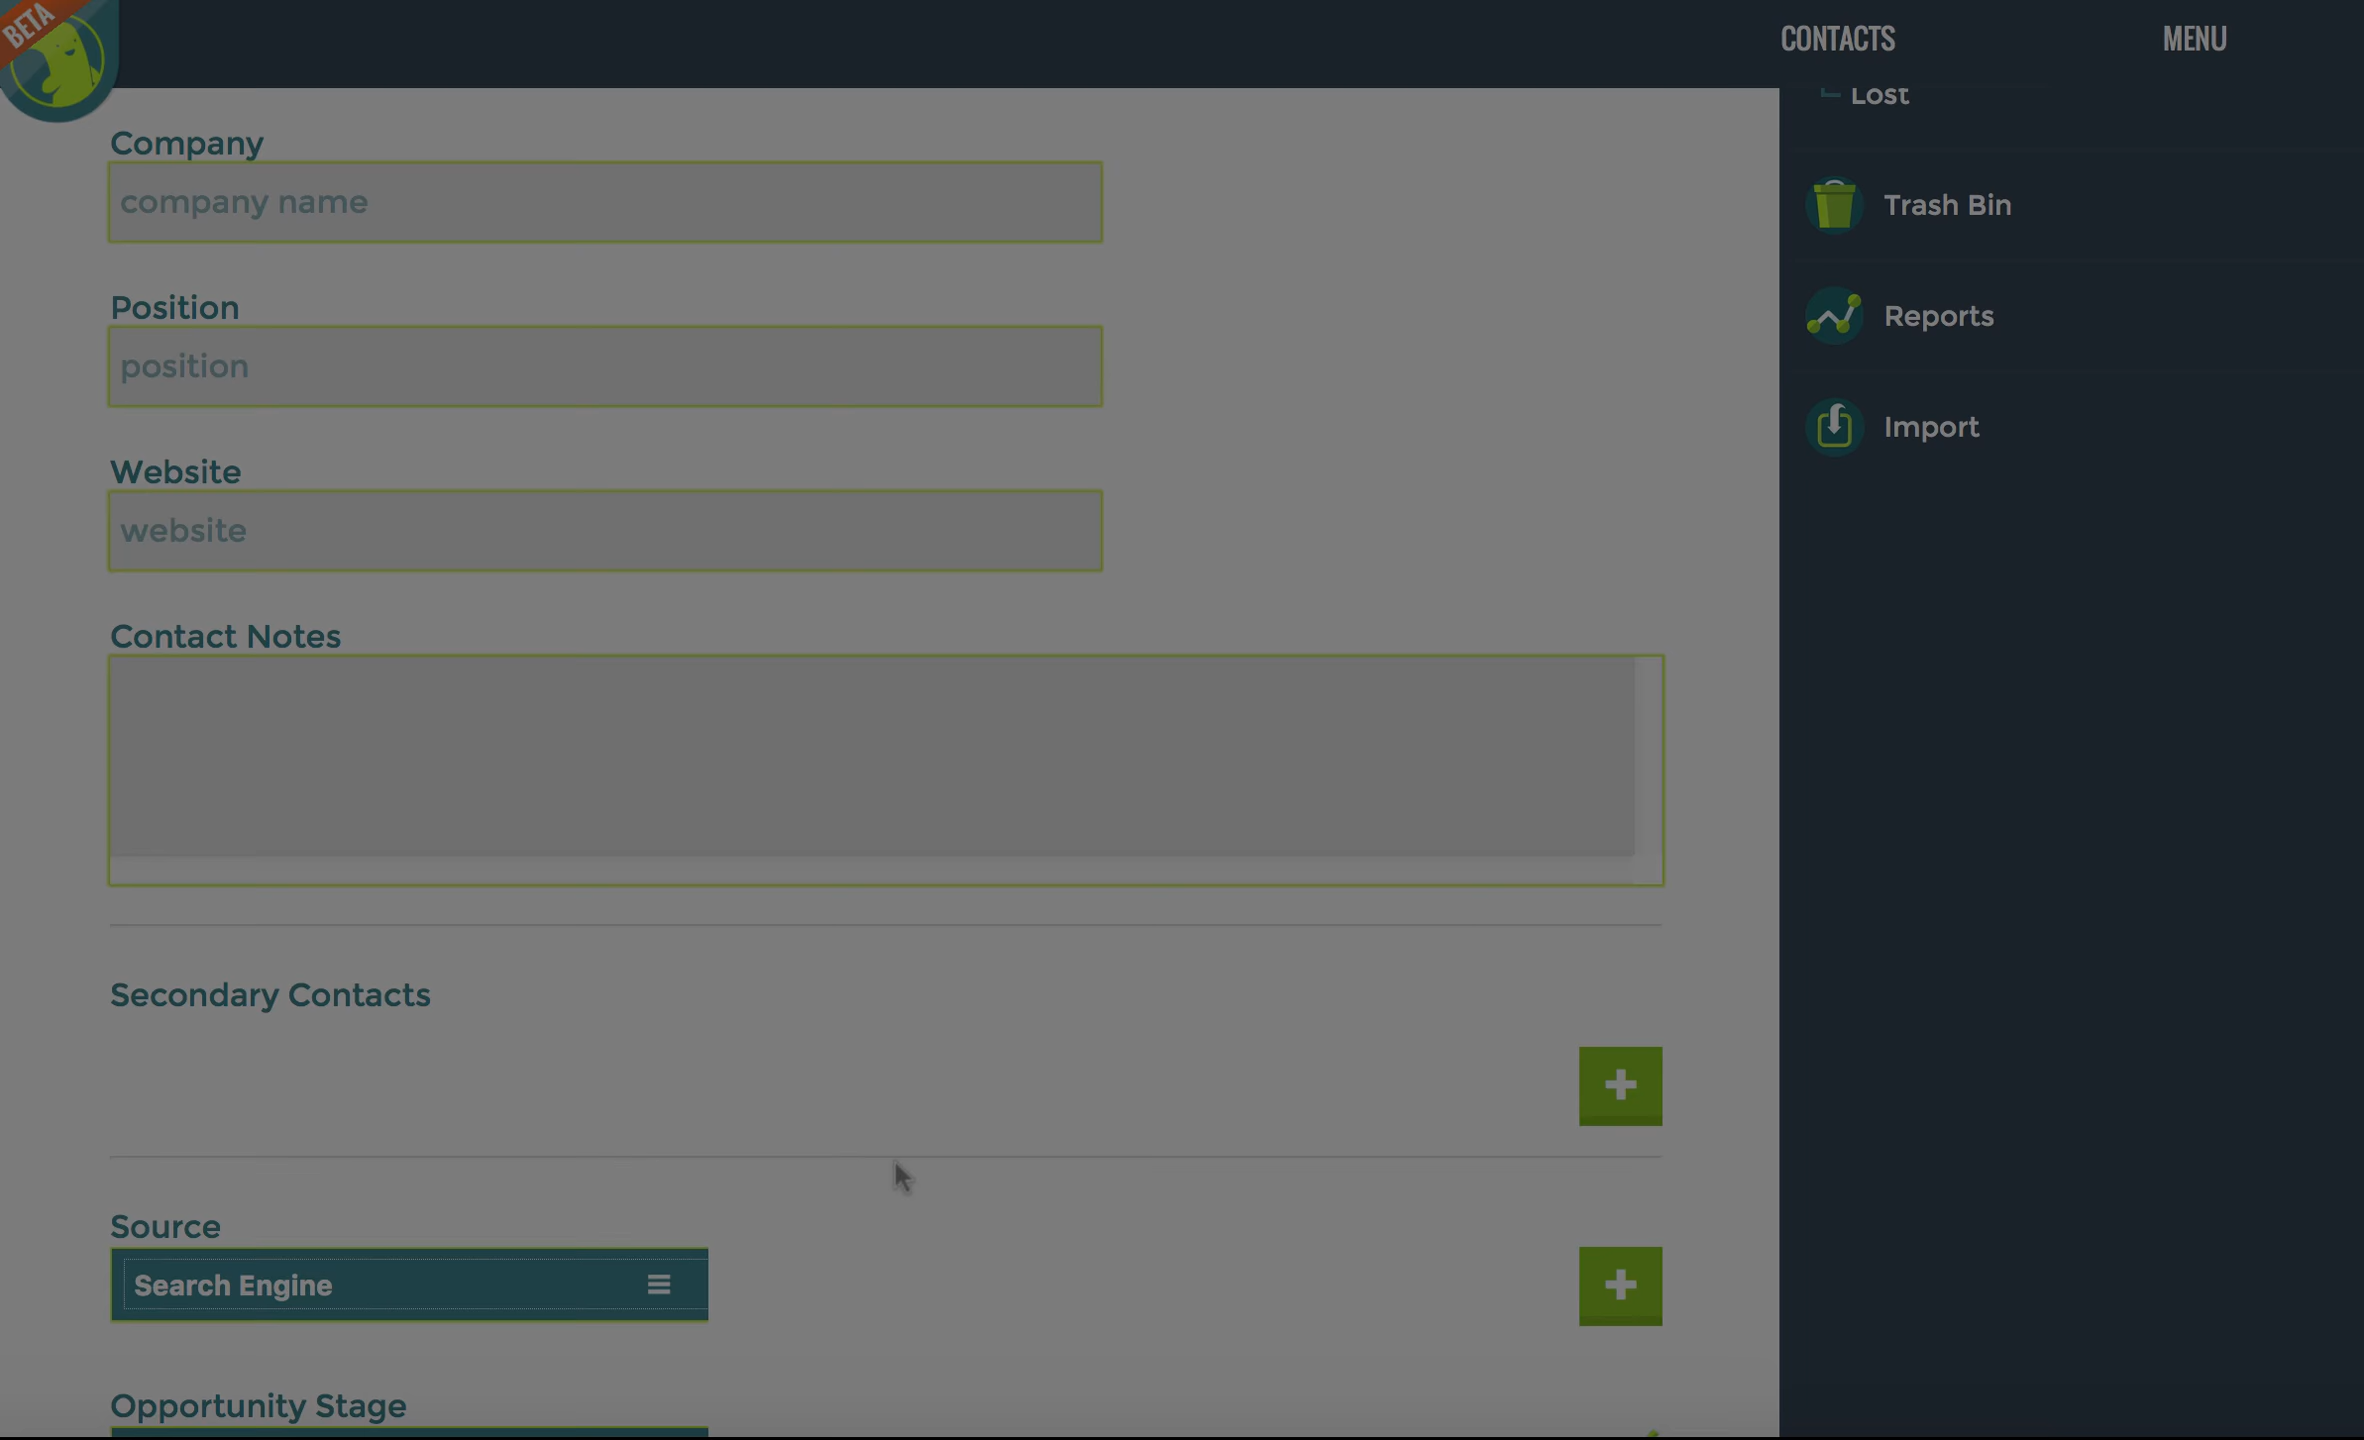 BETA
CONTACTS
MENU
Lost
Company
company name
Trash Bin
Position
position
Reports
Website
website
Import
Contact Notes
Secondary Contacts
Source
Search Engine
Opportunity Stage